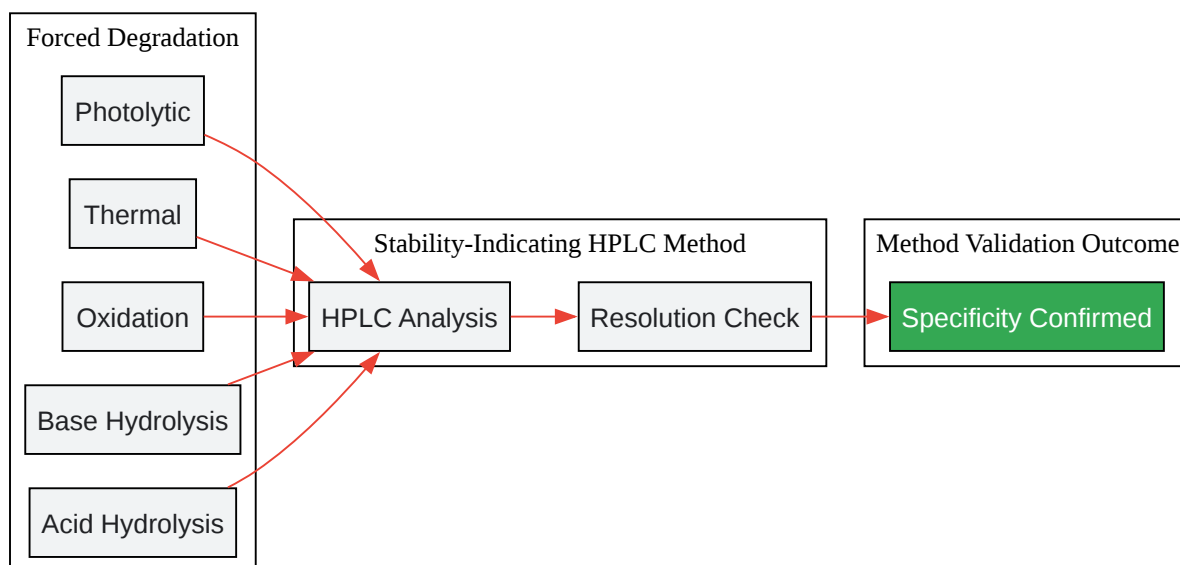 Forced Degradation
Photolytic
Thermal
Oxidation
Base Hydrolysis
Acid Hydrolysis
Stability-Indicating HPLC Method
HPLC Analysis
Resolution Check
Method Validation Outcome
Specificity Confirmed